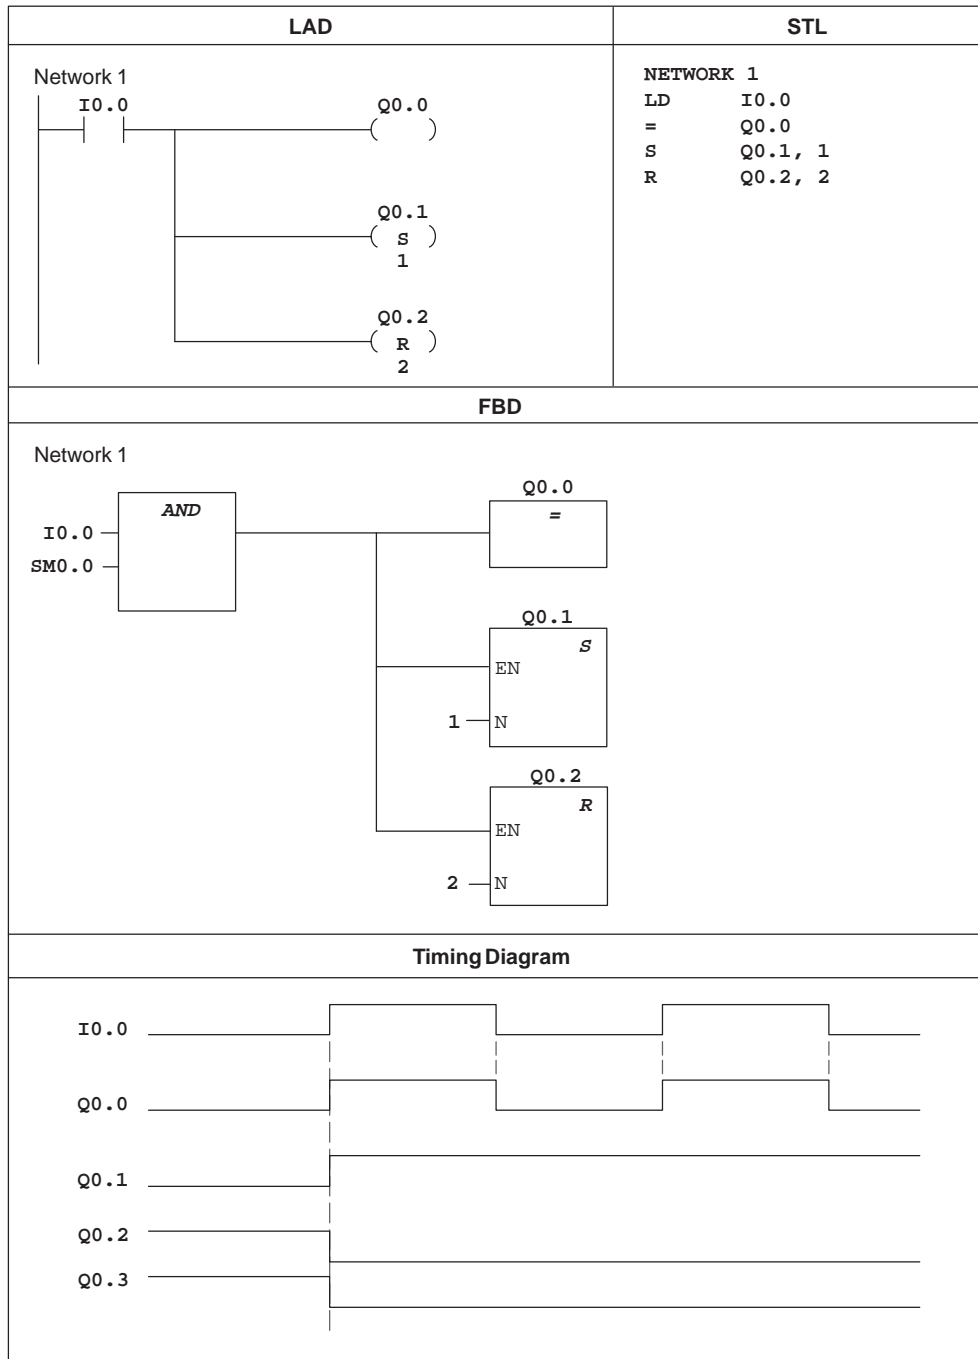 LAD
STL
Network 1
I0.0
Q0.0
Q0.1
S
1
Q0.2
R
2
NETWORK 1
LD I0.0
= Q0.0
S Q0.1, 1
R Q0.2, 2
FBD
Network 1
AND
I0.0
SM0.0
Q0.0
=
Q0.1
S
EN
1 N
Q0.2
R
EN
2 N
Timing Diagram
I0.0
Q0.0
Q0.1
Q0.2
Q0.3